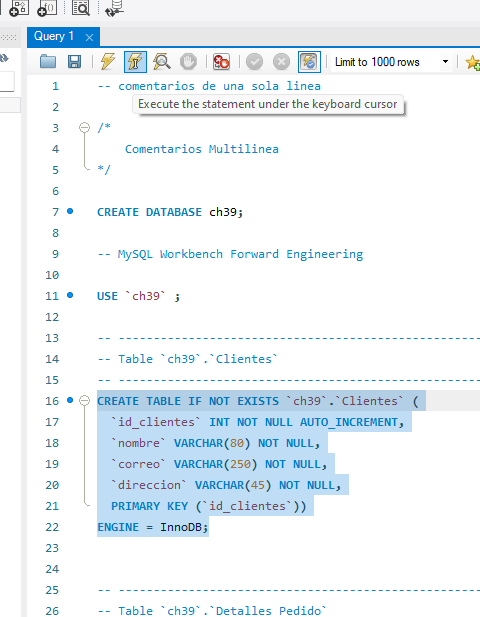 Query 1
Limit to 1000 rows
1 -- comentarios de una sola linea
Execute the statement under the keyboard cursor
2
3 /*
4 Comentarios Multilinea
5 */
6
7 CREATE DATABASE ch39;
8
9 -- MySQL Workbench Forward Engineering
10
11 USE `ch39` ;
12
13 -- -----------------------------------------------------
14 -- Table `ch39`.`Clientes`
15 -- -----------------------------------------------------
16 CREATE TABLE IF NOT EXISTS `ch39`.`Clientes` (
17 `id_clientes` INT NOT NULL AUTO_INCREMENT,
18 `nombre` VARCHAR(80) NOT NULL,
19 `correo` VARCHAR(250) NOT NULL,
20 `direccion` VARCHAR(45) NOT NULL,
21 PRIMARY KEY (`id_clientes`))
22 ENGINE = InnoDB;
23
24
25 -- -----------------------------------------------------
26 -- Table `ch39`.`Detalles Pedido`